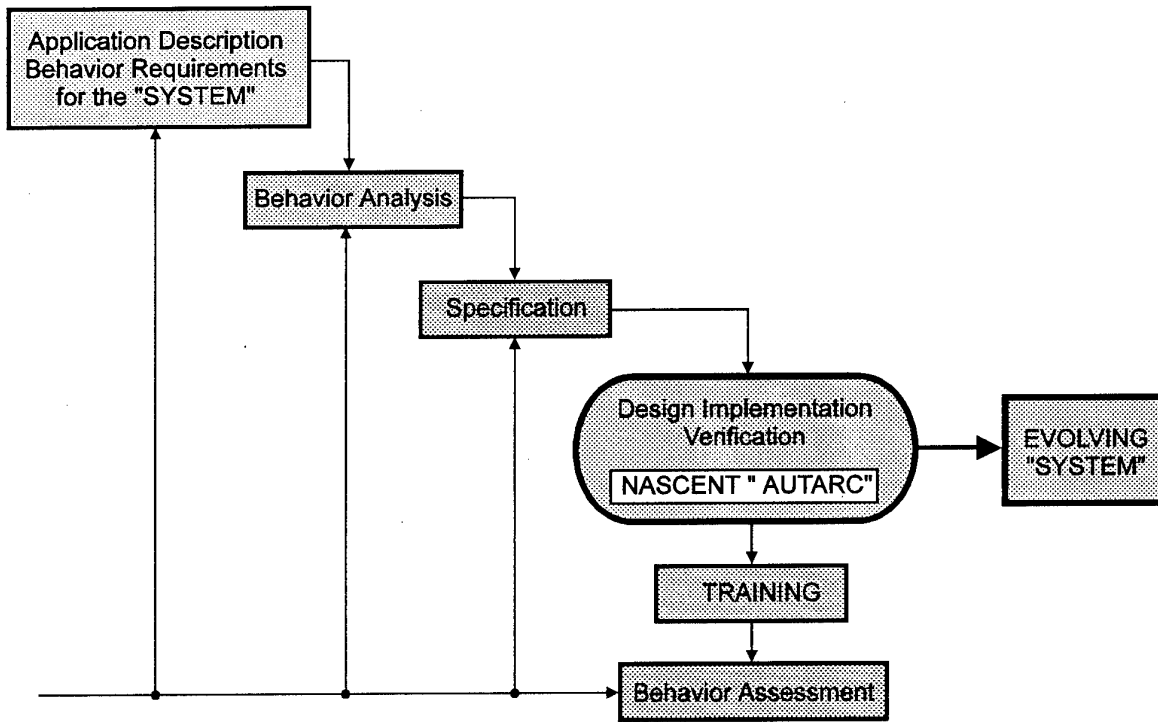 Application Description
Behavior Requirements
for the "SYSTEM"
Behavior Analysis
Specification
Design Implementation
Verification
NASCENT " AUTARC"
EVOLVING
"SYSTEM"
TRAINING
Behavior Assessment